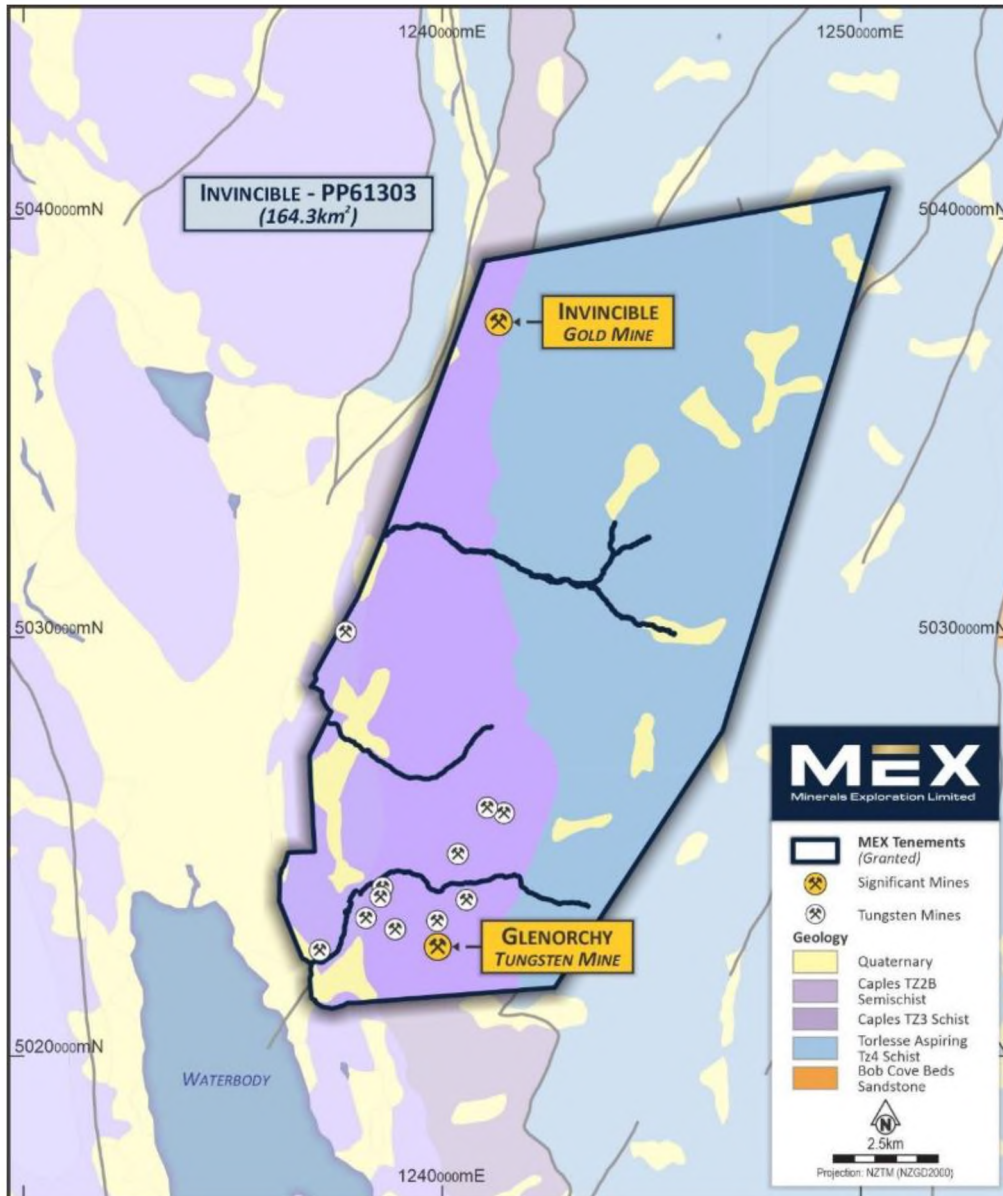 1240000mE
1250000mE
5040000mN
INVINCIBLE - PP61303
(164.3km²)
5040000mN
INVINCIBLE
GOLD MINE
5030000mN
5030000mN
MEX
Minerals Exploration Limited
MEX Tenements
(Granted)
Significant Mines
Tungsten Mines
Geology
Quaternary
Caples TZ2B
Semischist
Caples TZ3 Schist
Torlesse Aspiring
Tz4 Schist
Bob Cove Beds
Sandstone
N
2.5km
Projection: NZTM (NZGD2000)
GLENORCHY
TUNGSTEN MINE
5020000mN
WATERBODY
1240000mE